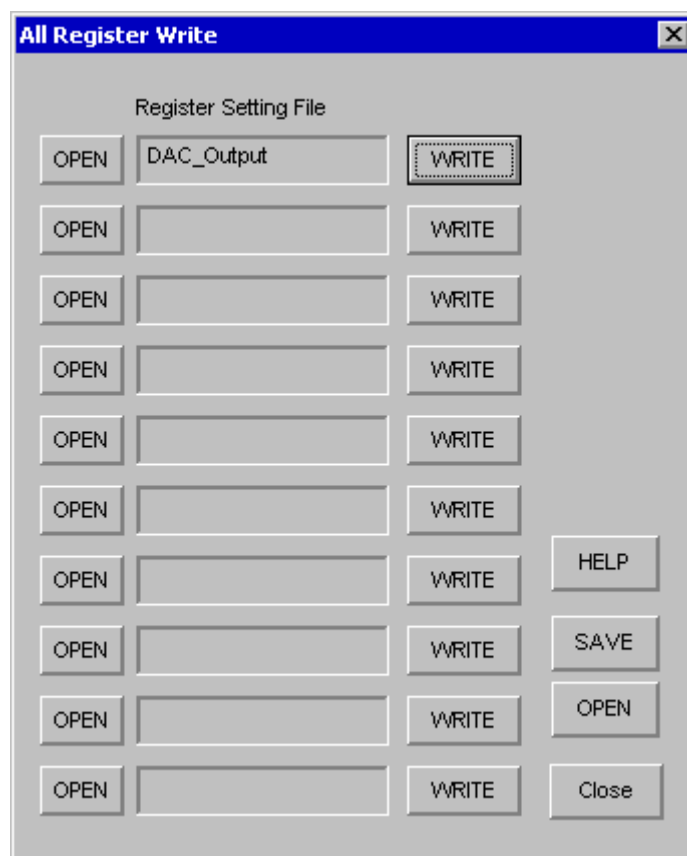 All Register Write
Register Setting File
OPEN DAC_Output WRITE
OPEN WRITE
OPEN WRITE
OPEN WRITE
OPEN WRITE
OPEN WRITE
HELP
OPEN WRITE
SAVE
OPEN WRITE
OPEN
OPEN WRITE
OPEN WRITE Close